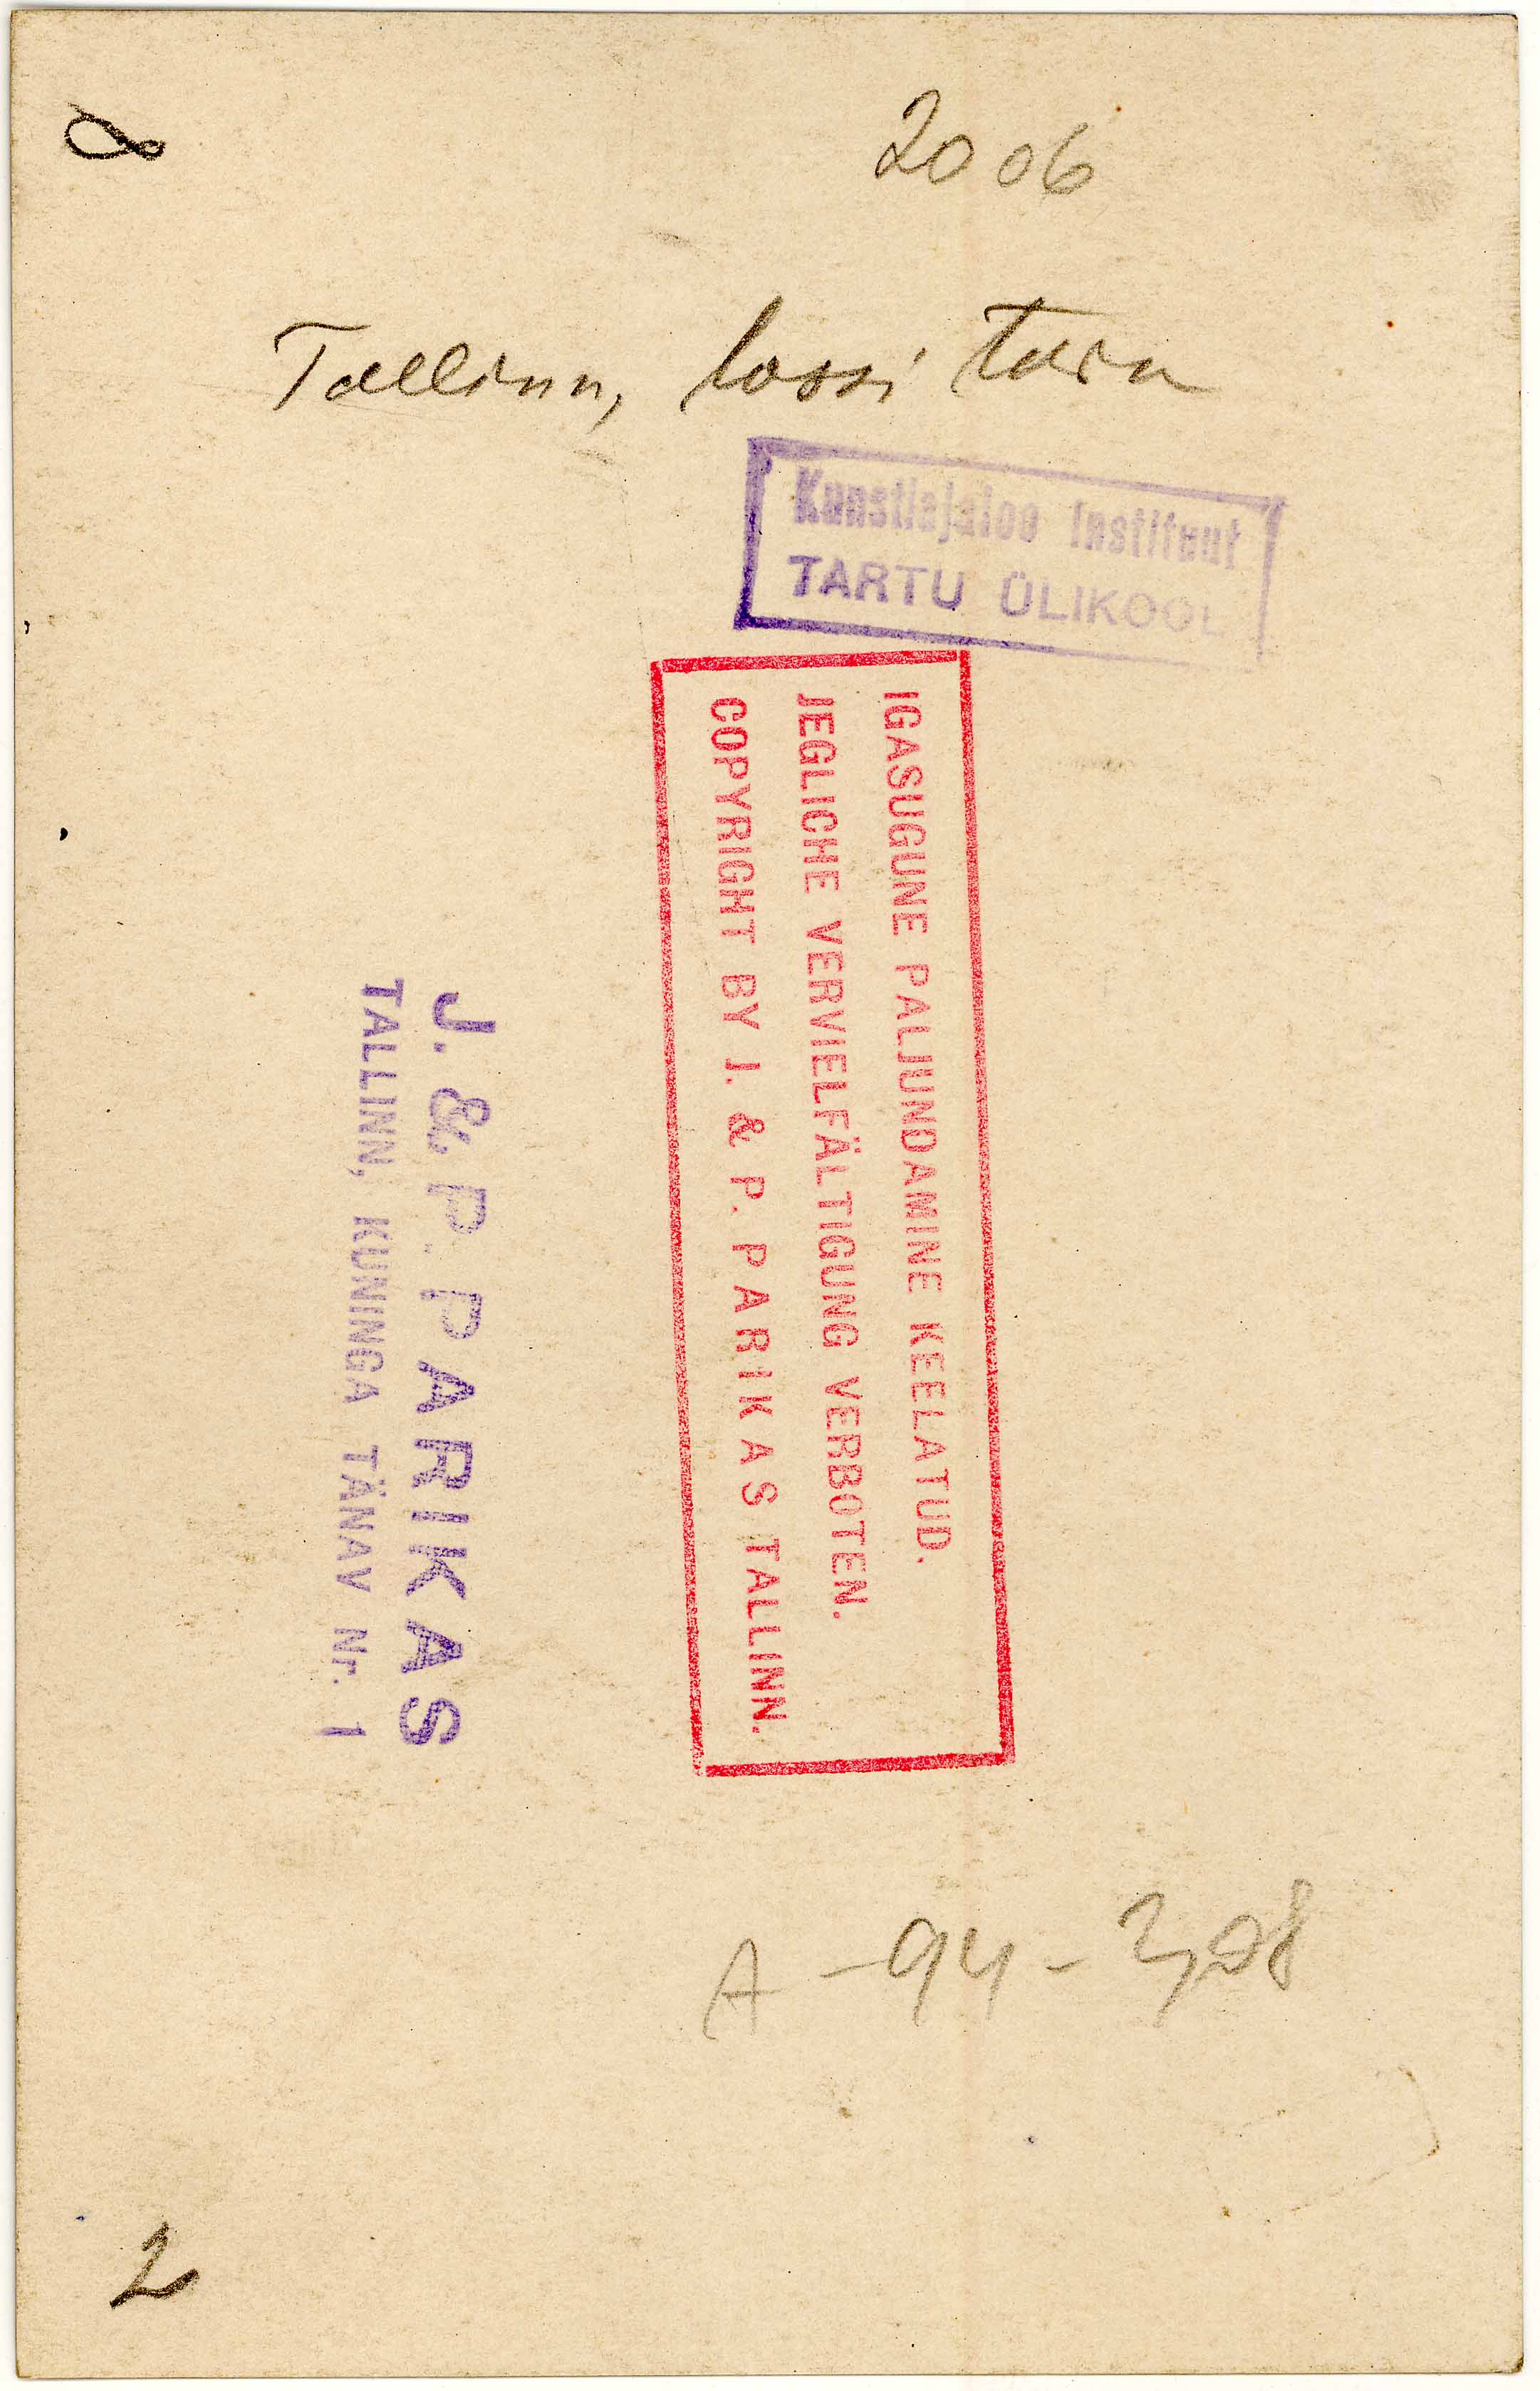 8
2006
Tallinn, lossi torn
Kunstiajaloo Instituut
TARTU ÜLIKOOL
IGASUGUNE PALJUNDAMINE KEELATUD.
JEGLICHE VERVIELFÄLTIGUNG VERBOTEN.
COPYRIGHT BY J. & P. PARIKAS TALLINN.
J. & P. PARIKAS
TALLINN, KUNINGA TÄNAV Nr. 1
A-94-
2